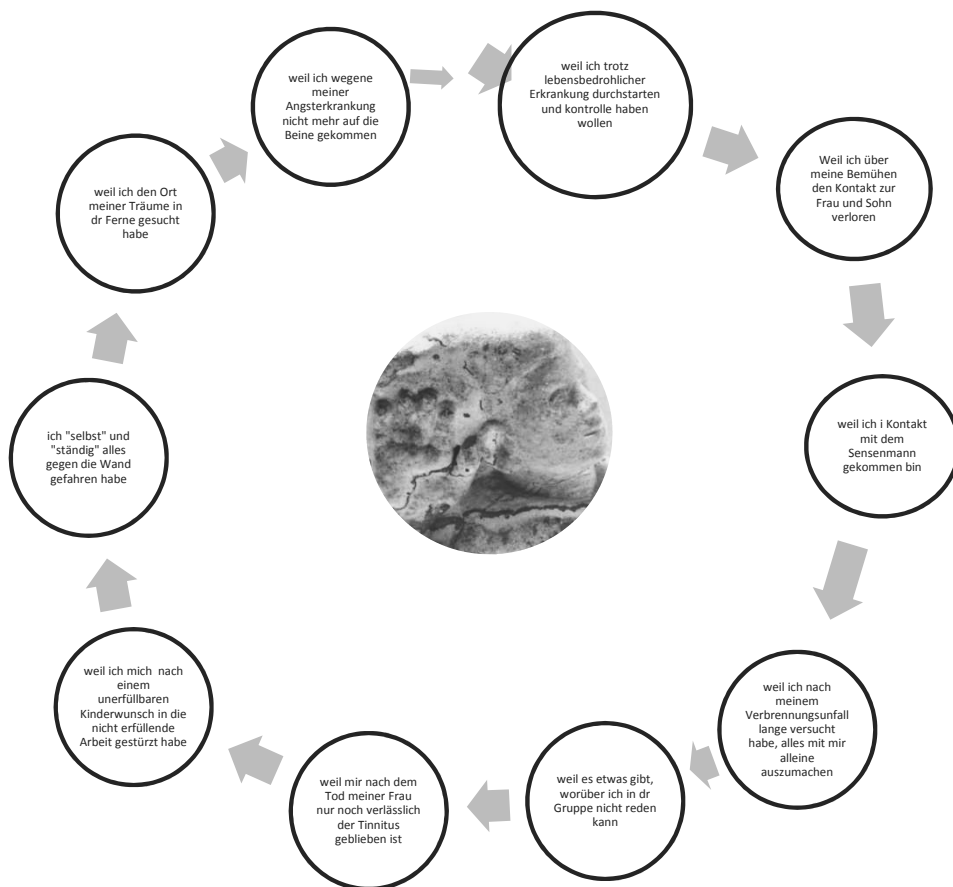 weil ich wegene
meiner
Angsterkrankung
nicht mehr auf die
Beine gekommen
weil ich trotz
lebensbedrohlicher
Erkrankung durchstarten
und kontrolle haben
wollen
Weil ich über
meine Bemühen
den Kontakt zur
Frau und Sohn
verloren
weil ich i Kontakt
mit dem
Sensenmann
gekommen bin
weil ich nach
meinem
Verbrennungsunfall
lange versucht
habe, alles mit mir
alleine
auszumachen
weil es etwas gibt,
worüber ich in dr
Gruppe nicht reden
kann
weil mir nach dem
Tod meiner Frau
nur noch verlässlich
der Tinnitus
geblieben ist
weil ich mich nach
einem
unerfüllbaren
Kinderwunsch in die
nicht erfüllende
Arbeit gestürzt habe
ich "selbst" und
"ständig" alles
gegen die Wand
gefahren habe
weil ich den Ort
meiner Träume in
dr Ferne gesucht
habe